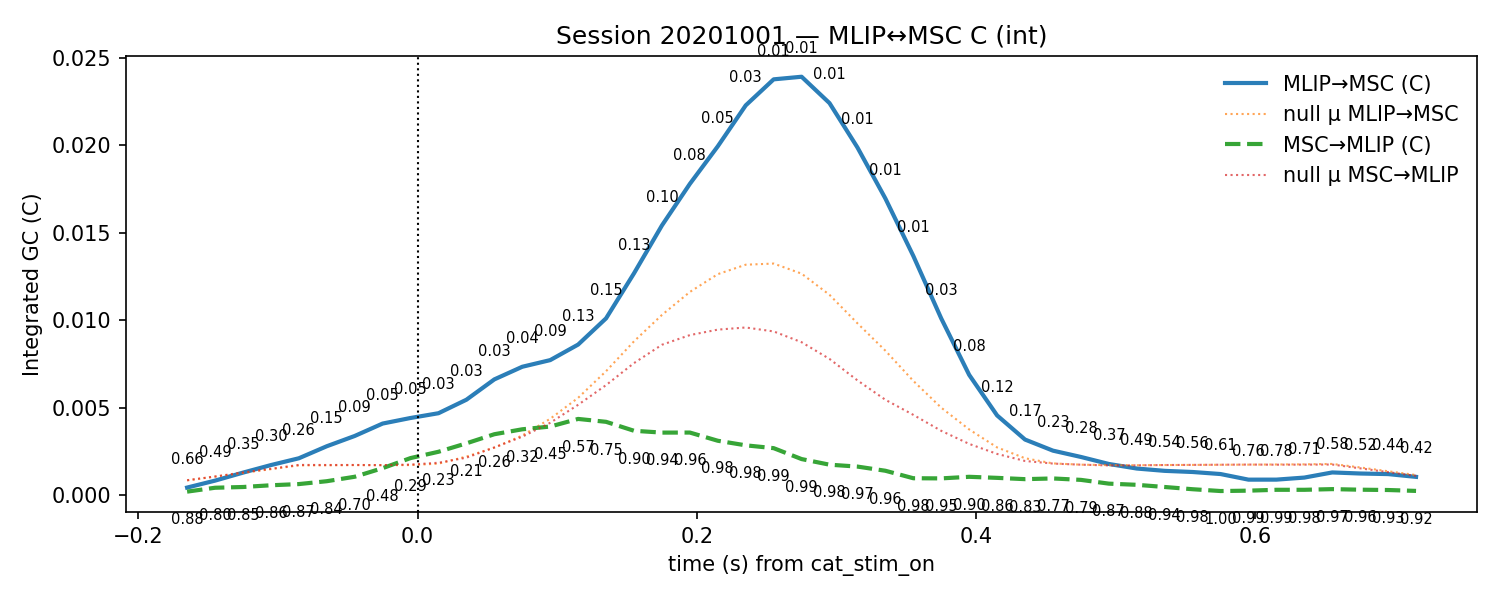 Session 20201001 — MLIP↔MSC C (int)
MLIP→MSC (C)
null μ MLIP→MSC
MSC→MLIP (C)
null μ MSC→MLIP
Integrated GC (C)
0.025
0.020
0.015
0.010
0.005
0.000
0.66 0.49 0.35 0.30 0.26 0.15 0.09 0.05 0.05 0.03 0.03 0.03 0.04 0.09 0.13 0.15 0.13 0.10 0.08 0.05 0.03 0.01 0.01 0.01 0.01 0.01 0.01 0.03 0.08 0.12 0.17 0.23 0.28 0.37 0.49 0.54 0.56 0.61 0.76 0.78 0.71 0.58 0.52 0.44 0.42
0.88 0.80 0.85 0.86 0.87 0.84 0.70 0.48 0.29 0.23 0.21 0.26 0.32 0.45 0.57 0.75 0.90 0.94 0.96 0.98 0.98 0.99 0.99 0.98 0.97 0.96 0.98 0.95 0.90 0.86 0.83 0.77 0.79 0.87 0.88 0.94 0.98 1.00 0.99 0.99 0.98 0.97 0.96 0.93 0.92
−0.2 0.0 0.2 0.4 0.6
time (s) from cat_stim_on